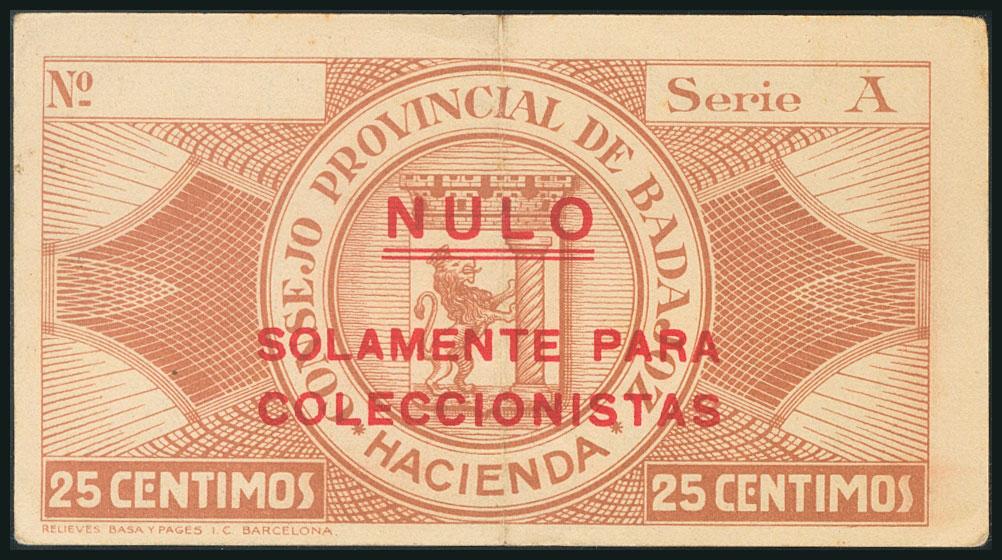 Nº
Serie A
CONSEJO PROVINCIAL DE BADAJOZ
NULO
SOLAMENTE PARA
COLECCIONISTAS
* HACIENDA *
25 CENTIMOS
25 CENTIMOS
RELIEVES BASA Y PAGES I.C. BARCELONA.